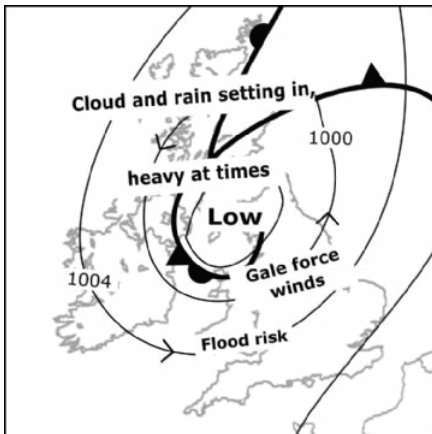 Cloud and rain setting in,
1000
heavy at times
Low
Gale force
winds
1004
Flood risk